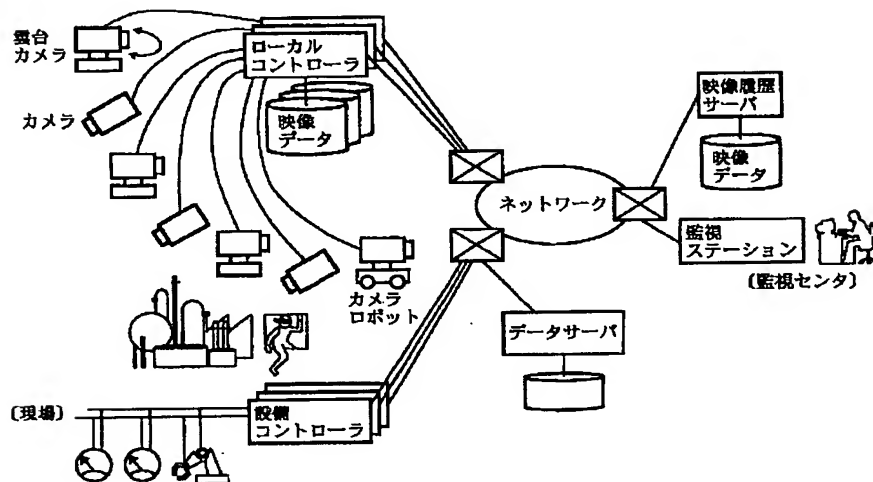 雲台
カメラ
カメラ
ローカル
コントローラ
映像
データ
カメラ
ロボット
ネットワーク
映像履歴
サーバ
映像
データ
監視
ステーション
〔監視センタ〕
データサーバ
〔現場〕
設備
コントローラ